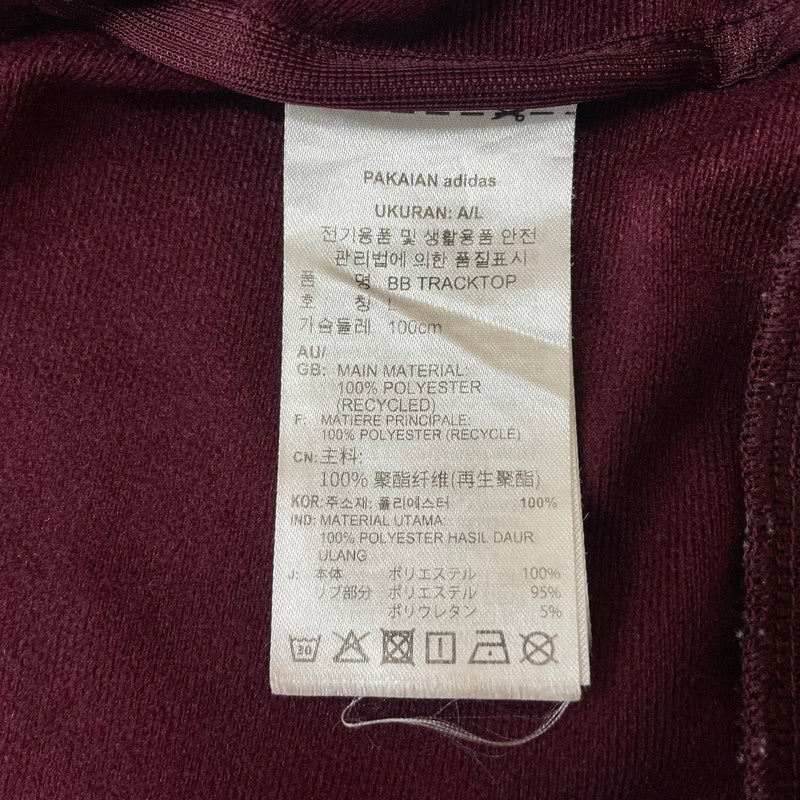 PAKAIAN adidas
UKURAN: A/L
전기용품 및 생활용품 안전
관리법에 의한 품질표시
품 명 BB TRACKTOP
호 칭 L
가슴둘레 100cm
AU/
GB: MAIN MATERIAL:
100% POLYESTER
(RECYCLED)
F: MATIÈRE PRINCIPALE:
100% POLYESTER (RECYCLÉ)
CN: 主料:
100% 聚酯纤维(再生聚酯)
KOR: 주소재: 폴리에스터 100%
IND: MATERIAL UTAMA:
100% POLYESTER HASIL DAUR
ULANG
J: 本体 ポリエステル 100%
リブ部分 ポリエステル 95%
ポリウレタン 5%
30